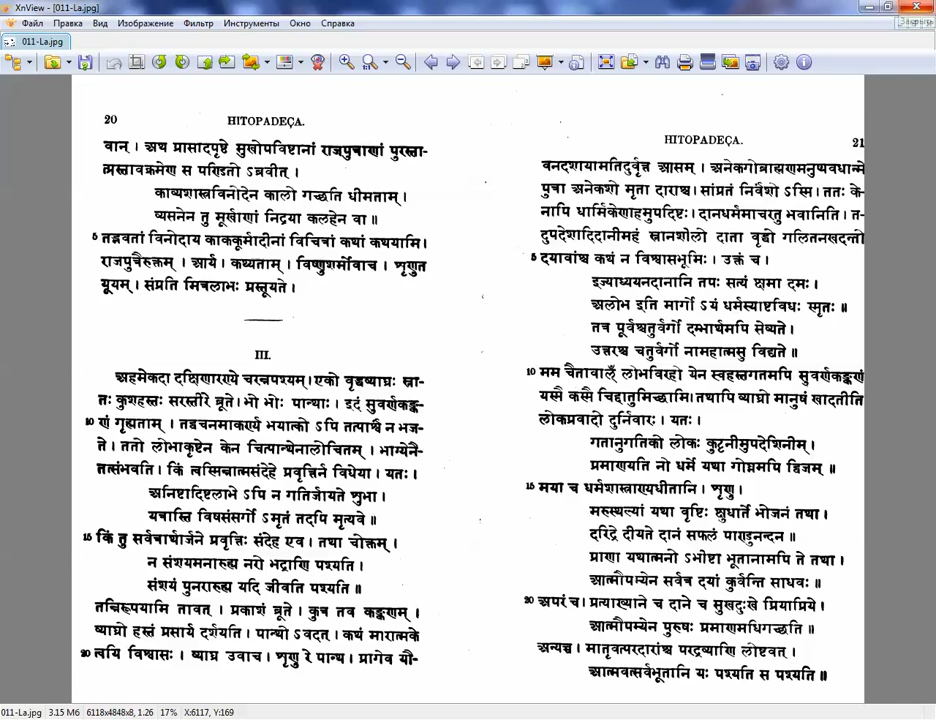 XnView - [011-La.jpg]
Файл Правка Вид Изображение Фильтр Инструменты Окно Справка
Закрыть
011-La.jpg
20 HITOPADEÇA.
वान् । अथ प्रासादपृष्ठे सुखोपविष्टानां राजपुत्राणां पुरस्ता-
त्प्रस्तावक्रमेण स पण्डितो ऽब्रवीत् ।
काव्यशास्त्रविनोदेन कालो गच्छति धीमताम् ।
व्यसनेन तु मूर्खाणां निद्रया कलहेन वा ॥
5 तद्भवतां विनोदाय काककूर्मादीनां विचित्रां कथां कथयामि ।
राजपुत्रैरुक्तम् । आर्य । कथ्यताम् । विष्णुशर्मोवाच । शृणुत
यूयम् । संप्रति मित्रलाभः प्रस्तूयते ।
III.
अहमेकदा दक्षिणारण्ये चरन्नपश्यम् । एको वृद्धव्याघ्रः स्ना-
तः कुशहस्तः सरस्तीरे ब्रूते । भो भोः पान्थाः । इदं सुवर्णकङ्क-
10 णं गृह्यताम् । तद्वचनमाकर्ण्य भयात्को ऽपि तत्पार्श्वे न भज-
ते । ततो लोभाकृष्टेन केन चित्पान्थेनालोचितम् । भाग्येनै-
तत्संभवति । किं त्वस्मिन्नात्मसंदेहे प्रवृत्तिर्न विधेया । यतः ।
अनिष्टादिष्टलाभे ऽपि न गतिर्जायते शुभा ।
यत्रास्ति विषसंसर्गो ऽमृतं तदपि मृत्यवे ॥
15 किं तु सर्वत्रार्थार्जने प्रवृत्तिः संदेह एव । तथा चोक्तम् ।
न संशयमनारुह्य नरो भद्राणि पश्यति ।
संशयं पुनरारुह्य यदि जीवति पश्यति ॥
तन्निरूपयामि तावत् । प्रकाशं ब्रूते । कुत्र तव कङ्कणम् ।
व्याघ्रो हस्तं प्रसार्य दर्शयति । पान्थो ऽवदत् । कथं मारात्मके
20 त्वयि विश्वासः । व्याघ्र उवाच । शृणु रे पान्थ । प्रागेव यौ-
HITOPADEÇA. 21
वनदशायामतिदुर्वृत्त आसम् । अनेकगोब्राह्मणमनुष्यवधान्मे
पुत्रा अनेकशो मृता दाराश्च । सांप्रतं निर्वंशो ऽस्मि । ततः के-
नापि धार्मिकेणाहमुपदिष्टः । दानधर्ममाचरतु भवानिति । त-
दुपदेशादिदानीमहं स्नानशीलो दाता वृद्धो गलितनखदन्तो
5 दयावांश्च कथं न विश्वासभूमिः । उक्तं च ।
इज्याध्ययनदानानि तपः सत्यं क्षमा दमः ।
अलोभ इति मार्गो ऽयं धर्मस्याष्टविधः स्मृतः ॥
तत्र पूर्वश्चतुर्वर्गो दम्भार्थमपि सेव्यते ।
उत्तरश्च चतुर्वर्गो नामहात्मसु विद्यते ॥
10 मम चैतावाल्ँ लोभविरहो येन स्वहस्तगतमपि सुवर्णकङ्कणं
यस्मै कस्मै चिद्दातुमिच्छामि । तथापि व्याघ्रो मानुषं खादतीति
लोकप्रवादो दुर्निवारः । यतः ।
गतानुगतिको लोकः कुट्टनीमुपदेशिनीम् ।
प्रमाणयति नो धर्मे यथा गोघ्नमपि द्विजम् ॥
15 मया च धर्मशास्त्राण्यधीतानि । शृणु ।
मरुस्थल्यां यथा वृष्टिः क्षुधार्ते भोजनं तथा ।
दरिद्रे दीयते दानं सफलं पाण्डुनन्दन ॥
प्राणा यथात्मनो ऽभीष्टा भूतानामपि ते तथा ।
आत्मौपम्येन सर्वत्र दयां कुर्वन्ति साधवः ॥
20 अपरं च । प्रत्याख्याने च दाने च सुखदुःखे प्रियाप्रिये ।
आत्मौपम्येन पुरुषः प्रमाणमधिगच्छति ॥
अन्यच्च । मातृवत्परदारांश्च परद्रव्याणि लोष्टवत् ।
आत्मवत्सर्वभूतानि यः पश्यति स पश्यति ॥
011-La.jpg 3.15 Мб 6118x4848x8, 1.26 17% X:6117, Y:169